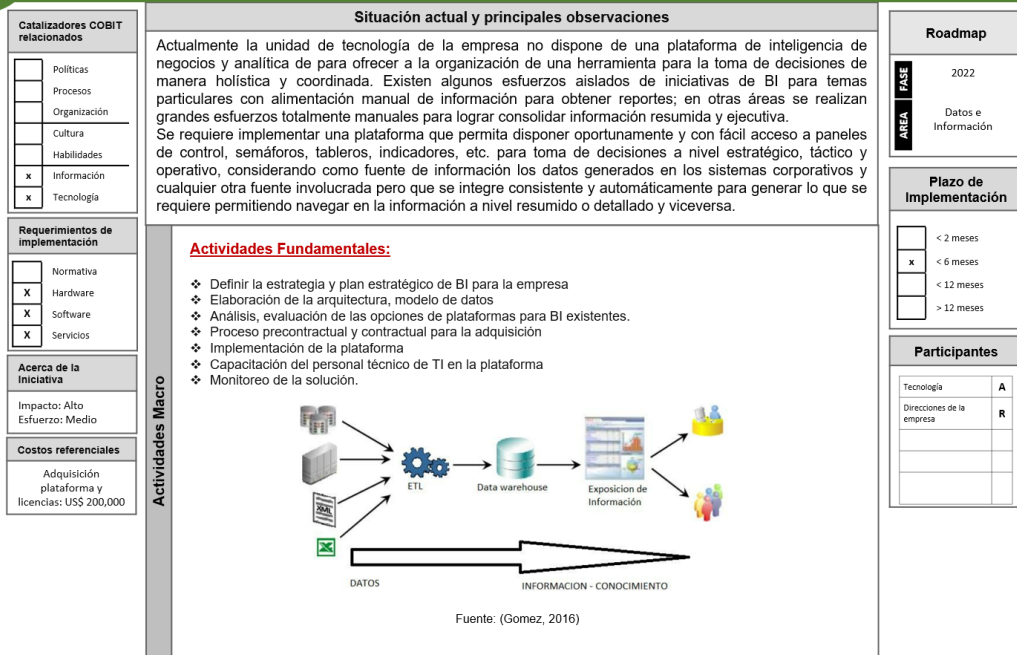 Catalizadores COBIT
relacionados
Políticas
Procesos
Organización
Cultura
Habilidades
x Información
x Tecnología
Requerimientos de
implementación
Normativa
X Hardware
X Software
X Servicios
Acerca de la
Iniciativa
Impacto: Alto
Esfuerzo: Medio
Costos referenciales
Adquisición
plataforma y
licencias: US$ 200,000
Situación actual y principales observaciones
Actualmente la unidad de tecnología de la empresa no dispone de una plataforma de inteligencia de
negocios y analítica de para ofrecer a la organización de una herramienta para la toma de decisiones de
manera holística y coordinada. Existen algunos esfuerzos aislados de iniciativas de BI para temas
particulares con alimentación manual de información para obtener reportes; en otras áreas se realizan
grandes esfuerzos totalmente manuales para lograr consolidar información resumida y ejecutiva.
Se requiere implementar una plataforma que permita disponer oportunamente y con fácil acceso a paneles
de control, semáforos, tableros, indicadores, etc. para toma de decisiones a nivel estratégico, táctico y
operativo, considerando como fuente de información los datos generados en los sistemas corporativos y
cualquier otra fuente involucrada pero que se integre consistente y automáticamente para generar lo que se
requiere permitiendo navegar en la información a nivel resumido o detallado y viceversa.
Actividades Macro
Actividades Fundamentales:
❖ Definir la estrategia y plan estratégico de BI para la empresa
❖ Elaboración de la arquitectura, modelo de datos
❖ Análisis, evaluación de las opciones de plataformas para BI existentes.
❖ Proceso precontractual y contractual para la adquisición
❖ Implementación de la plataforma
❖ Capacitación del personal técnico de TI en la plataforma
❖ Monitoreo de la solución.
XML
ETL
Data warehouse
Exposicion de
Información
DATOS
INFORMACION - CONOCIMIENTO
Fuente: (Gomez, 2016)
Roadmap
FASE
2022
AREA
Datos e
Información
Plazo de
Implementación
< 2 meses
x < 6 meses
< 12 meses
> 12 meses
Participantes
Tecnología A
Direcciones de la
empresa R